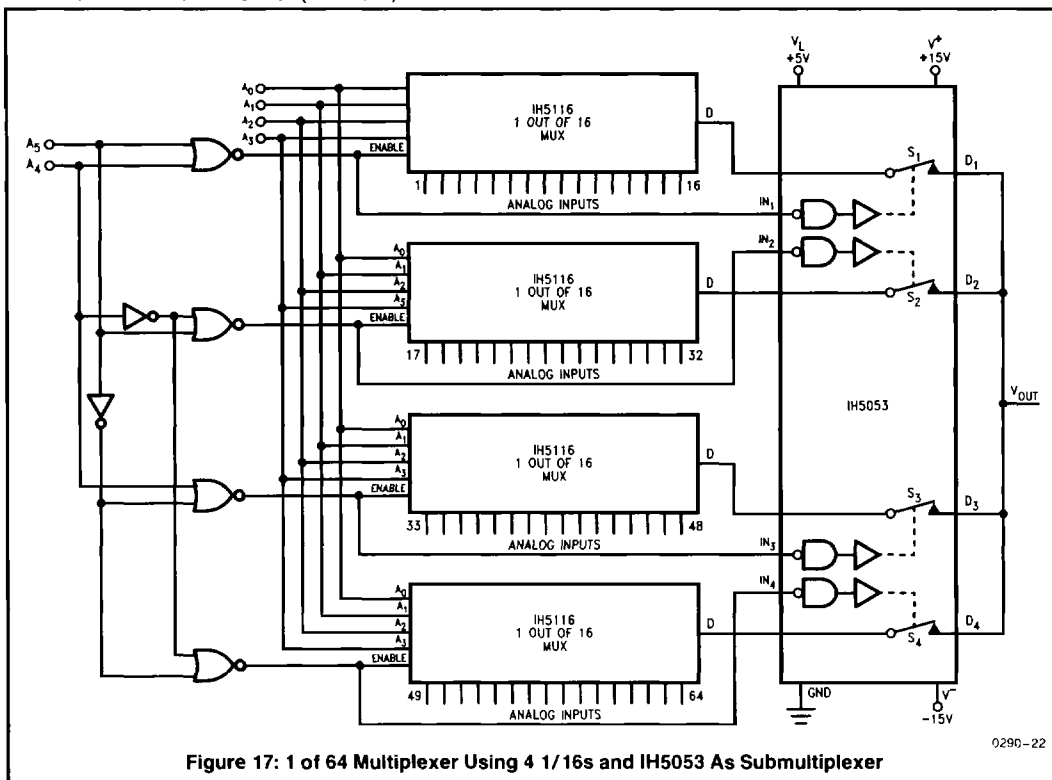 V_L
+5V
V+
+15V
A0
A1
A2
A3
ENABLE
IH5116
1 OUT OF 16
MUX
D
1
16
ANALOG INPUTS
A5
A4
S1
D1
IN1
IN2
A0
A1
A2
A3
ENABLE
IH5116
1 OUT OF 16
MUX
D
S2
D2
17
32
ANALOG INPUTS
IH5053
VOUT
A0
A1
A2
A3
ENABLE
IH5116
1 OUT OF 16
MUX
D
S3
D3
33
48
ANALOG INPUTS
IN3
IN4
A0
A1
A2
A3
ENABLE
IH5116
1 OUT OF 16
MUX
D
S4
D4
49
64
ANALOG INPUTS
GND
V-
-15V
0290-22
Figure 17: 1 of 64 Multiplexer Using 4 1/16s and IH5053 As Submultiplexer